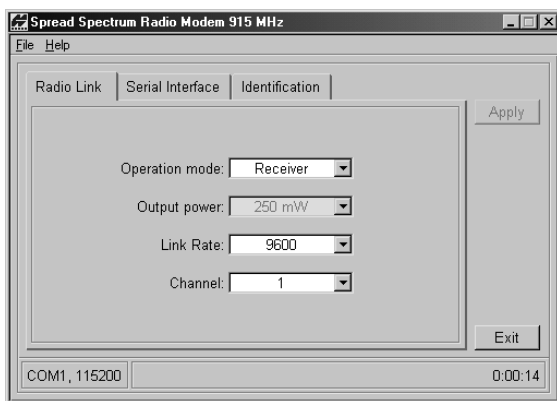 Spread Spectrum Radio Modem 915 MHz
File Help
Radio Link Serial Interface Identification
Apply
Operation mode: Receiver
Output power: 250 mW
Link Rate: 9600
Channel: 1
Exit
COM1, 115200 0:00:14